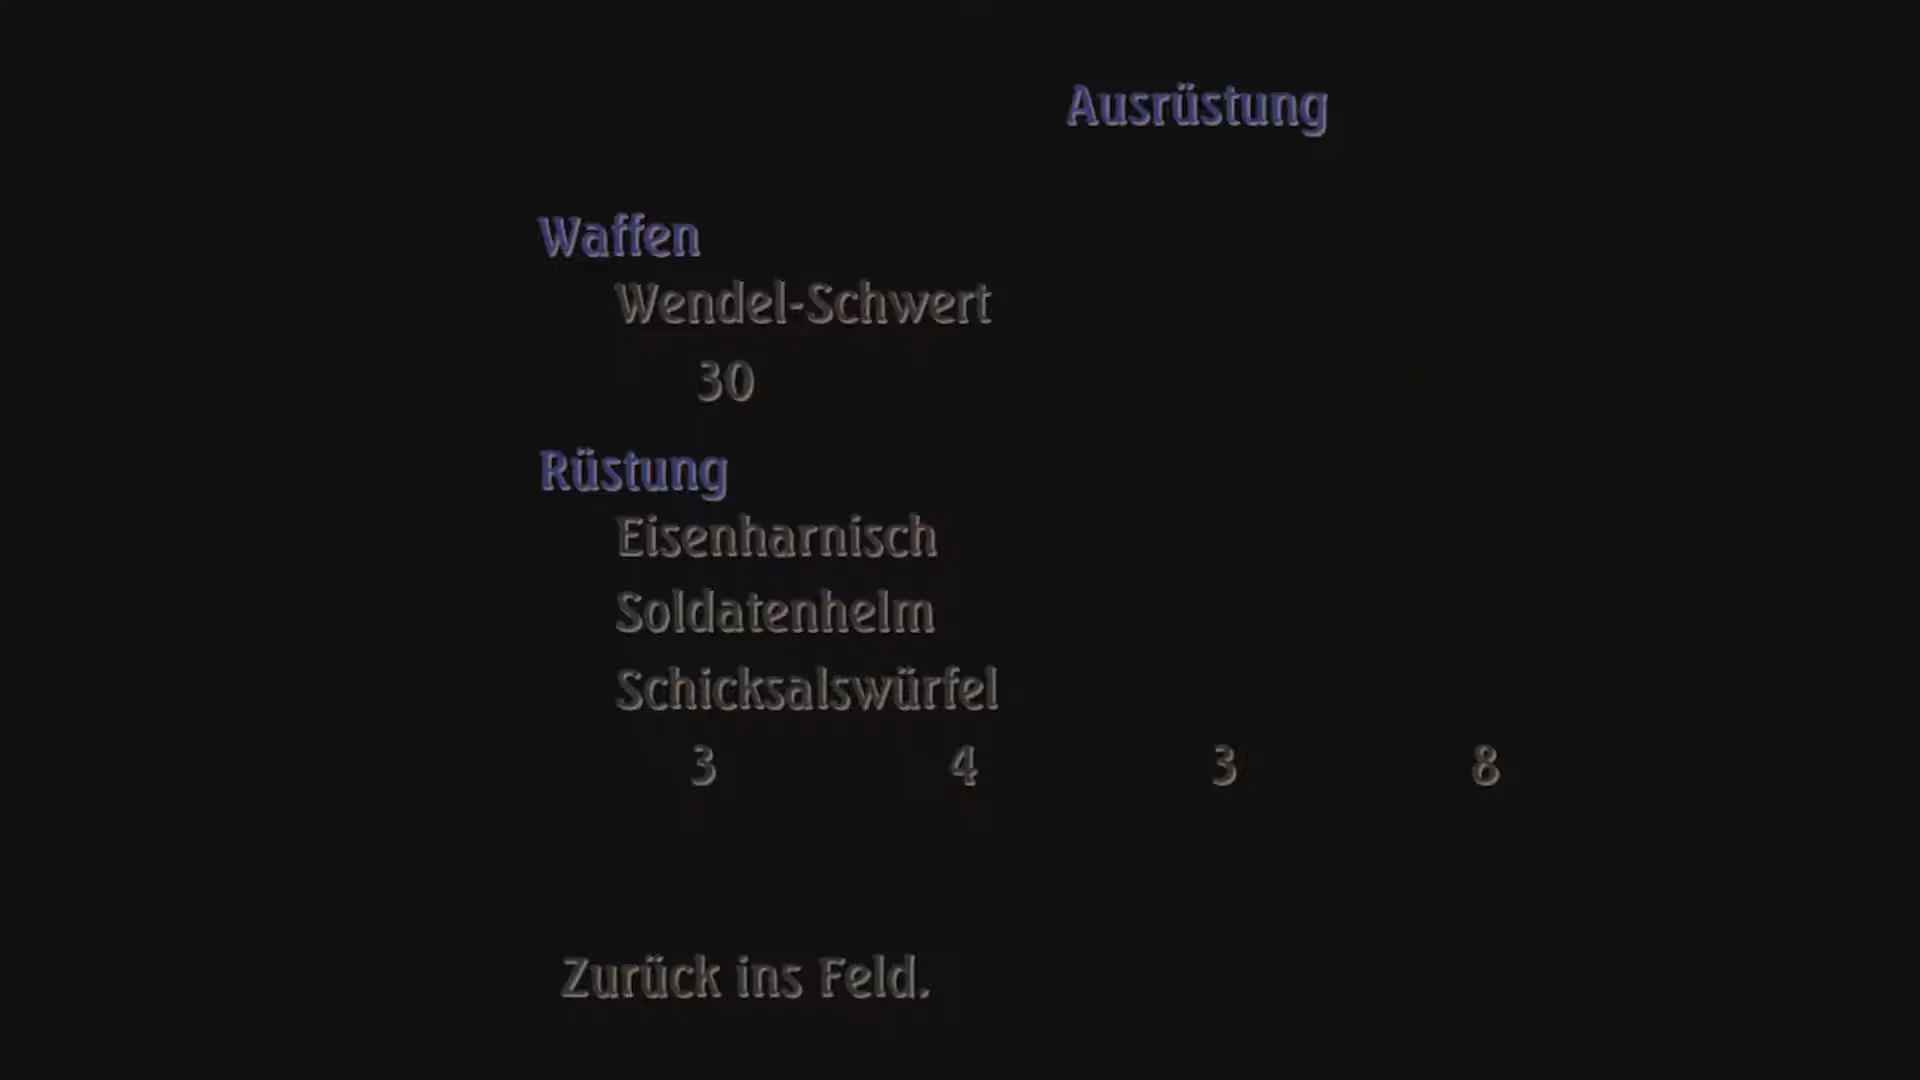 Ausrüstung
Waffen
Wendel-Schwert
30
Rüstung
Eisenharnisch
Soldatenhelm
Schicksalswürfel
3 4 3 8
Zurück ins Feld.